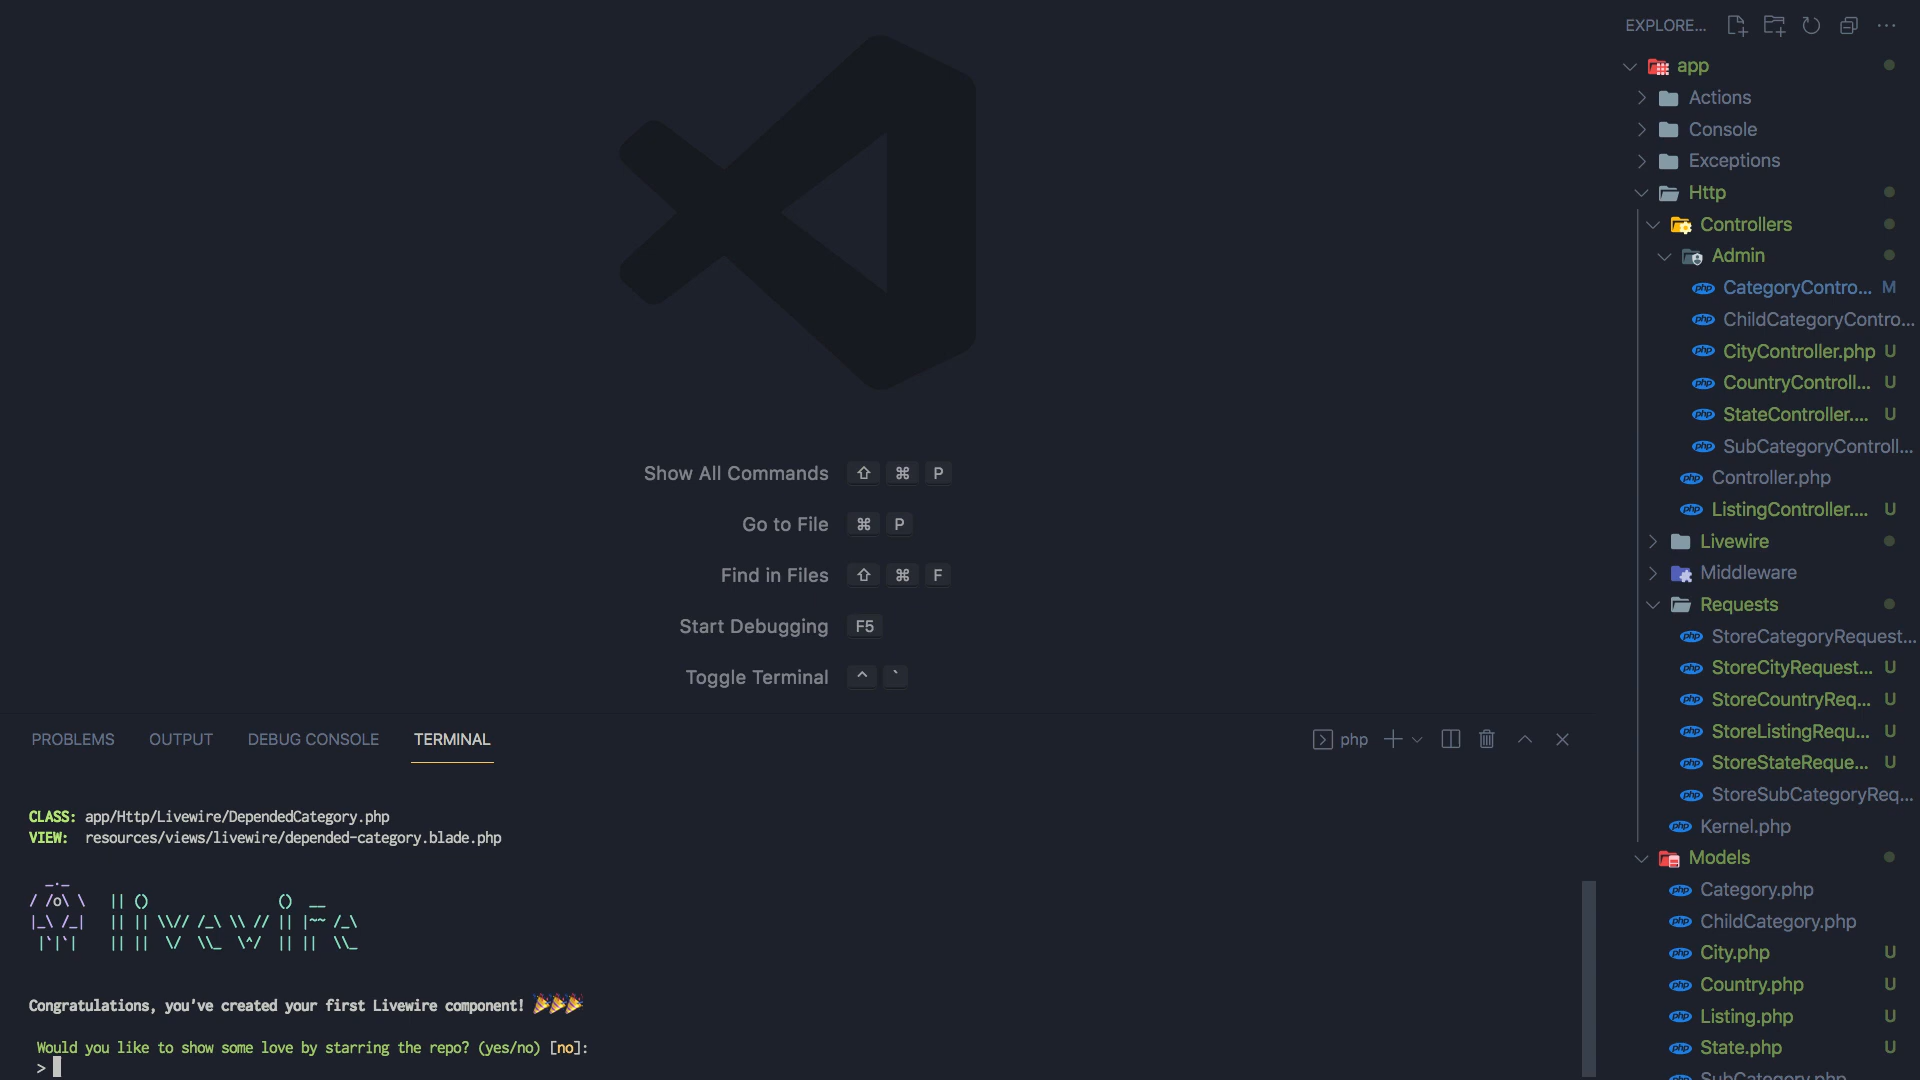 Show All Commands ⇧ ⌘ P
Go to File ⌘ P
Find in Files ⇧ ⌘ F
Start Debugging F5
Toggle Terminal ^ `
PROBLEMS OUTPUT DEBUG CONSOLE TERMINAL
php
CLASS: app/Http/Livewire/DependedCategory.php
VIEW: resources/views/livewire/depended-category.blade.php
Congratulations, you've created your first Livewire component! 🎉🎉🎉
Would you like to show some love by starring the repo? (yes/no) [no]:
>
EXPLORE...
app
Actions
Console
Exceptions
Http
Controllers
Admin
CategoryContro... M
ChildCategoryContro...
CityController.php U
CountryControll... U
StateController.... U
SubCategoryControll...
Controller.php
ListingController.... U
Livewire
Middleware
Requests
StoreCategoryRequest...
StoreCityRequest... U
StoreCountryReq... U
StoreListingRequ... U
StoreStateReque... U
StoreSubCategoryReq...
Kernel.php
Models
Category.php
ChildCategory.php
City.php U
Country.php U
Listing.php U
State.php U
SubCategory.php